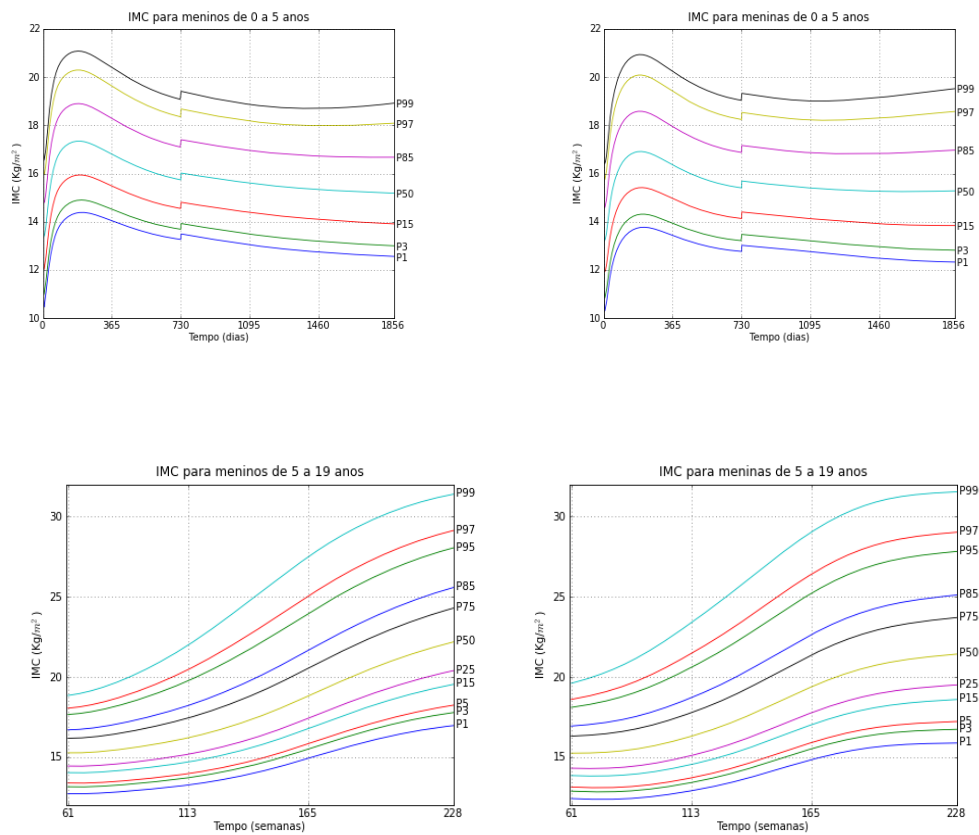 IMC para meninos de 0 a 5 anos
22
20
18
16
14
12
10
IMC (Kg/m²)
0 365 730 1095 1460 1856
Tempo (dias)
P99
P97
P85
P50
P15
P3
P1
IMC para meninas de 0 a 5 anos
22
20
18
16
14
12
10
IMC (Kg/m²)
0 365 730 1095 1460 1856
Tempo (dias)
P99
P97
P85
P50
P15
P3
P1
IMC para meninos de 5 a 19 anos
30
25
20
15
IMC (Kg/m²)
61 113 165 228
Tempo (semanas)
P99
P97
P95
P85
P75
P50
P25
P15
P5
P3
P1
IMC para meninas de 5 a 19 anos
30
25
20
15
IMC (Kg/m²)
61 113 165 228
Tempo (semanas)
P99
P97
P95
P85
P75
P50
P25
P15
P5
P3
P1